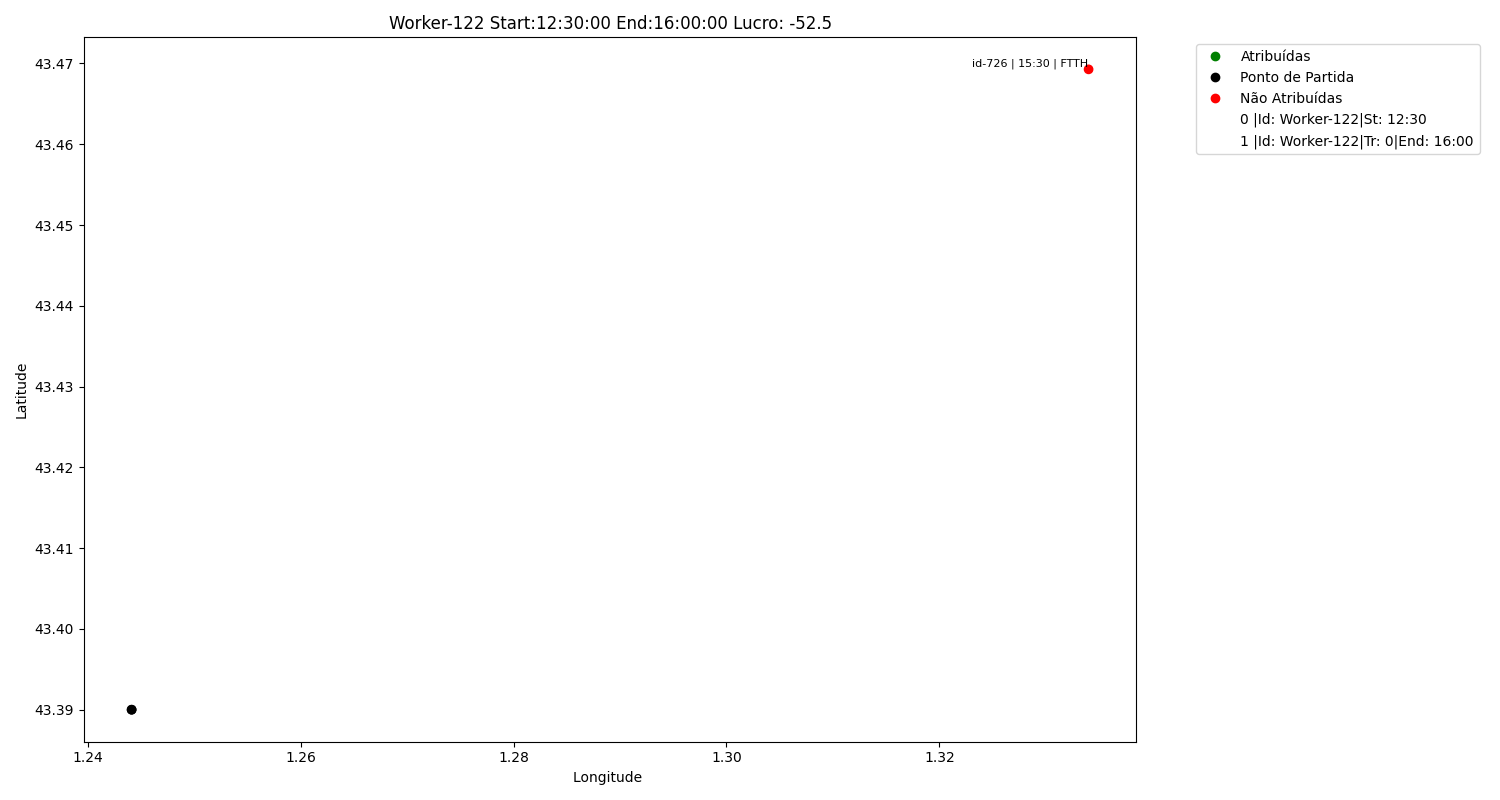 Worker-122 Start:12:30:00 End:16:00:00 Lucro: -52.5
43.47
43.46
43.45
43.44
43.43
43.42
43.41
43.40
43.39
Latitude
id-726 | 15:30 | FTTH
1.24
1.26
1.28
1.30
1.32
Longitude
Atribuídas
Ponto de Partida
Não Atribuídas
0 |Id: Worker-122|St: 12:30
1 |Id: Worker-122|Tr: 0|End: 16:00